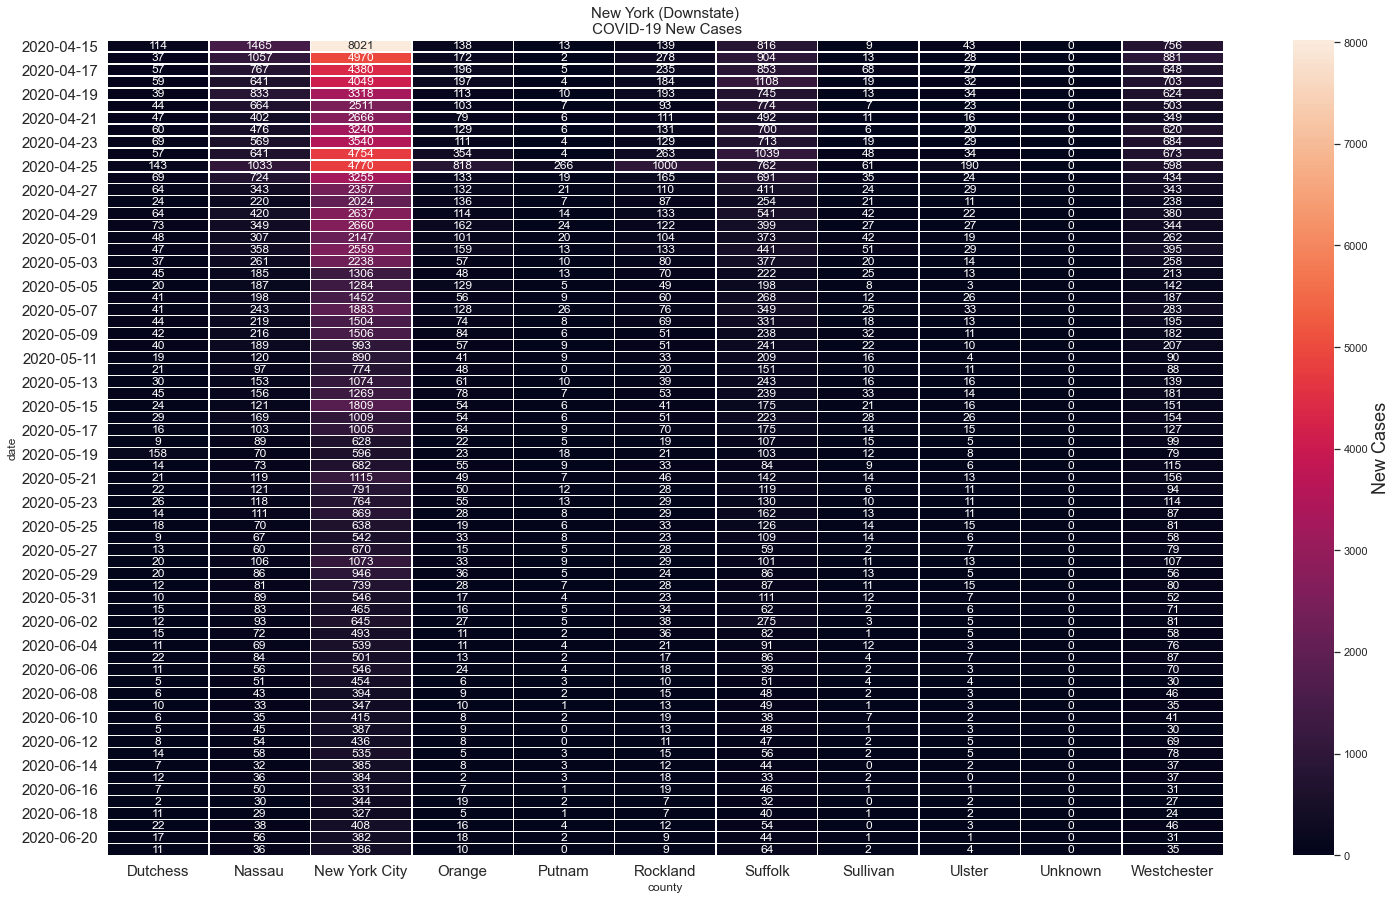 New York (Downstate)
COVID-19 New Cases
2020-04-15 114 1465 8021 138 13 139 816 9 43 0 756
37 1057 4970 172 2 278 904 13 28 0 881
2020-04-17 57 767 4380 196 5 235 853 68 27 0 648
59 641 4049 197 4 184 1108 19 32 0 703
2020-04-19 39 833 3318 113 10 193 745 13 34 0 624
44 664 2511 103 7 93 774 7 23 0 503
2020-04-21 47 402 2666 79 6 111 492 11 16 0 349
60 476 3240 129 6 131 700 6 20 0 620
2020-04-23 69 569 3540 111 4 129 713 19 29 0 684
57 641 4754 354 4 263 1039 48 34 0 673
2020-04-25 143 1033 4770 818 266 1000 762 61 190 0 598
69 724 3255 133 19 165 691 35 24 0 434
2020-04-27 64 343 2357 132 21 110 411 24 29 0 343
24 220 2024 136 7 87 254 21 11 0 238
2020-04-29 64 420 2637 114 14 133 541 42 22 0 380
73 349 2660 162 24 122 399 27 27 0 344
2020-05-01 48 307 2147 101 20 104 373 42 19 0 262
47 358 2559 159 13 133 441 51 29 0 395
2020-05-03 37 261 2238 57 10 80 377 20 14 0 258
45 185 1306 48 13 70 222 25 13 0 213
2020-05-05 20 187 1284 129 5 49 198 8 3 0 142
41 198 1452 56 9 60 268 12 26 0 187
2020-05-07 41 243 1883 128 26 76 349 25 33 0 283
44 219 1504 74 8 69 331 18 13 0 195
2020-05-09 42 216 1506 84 6 51 238 32 11 0 182
40 189 993 57 9 51 241 22 10 0 207
2020-05-11 19 120 890 41 9 33 209 16 4 0 90
21 97 774 48 0 20 151 10 11 0 88
2020-05-13 30 153 1074 61 10 39 243 16 16 0 139
45 156 1269 78 7 53 239 33 14 0 181
2020-05-15 24 121 1809 54 6 41 175 21 16 0 151
29 169 1009 54 6 51 223 28 26 0 154
2020-05-17 16 103 1005 64 9 70 175 14 15 0 127
9 89 628 22 5 19 107 15 5 0 99
2020-05-19 158 70 596 23 18 21 103 12 8 0 79
14 73 682 55 9 33 84 9 6 0 115
2020-05-21 21 119 1115 49 7 46 142 14 13 0 156
22 121 791 50 12 28 119 6 11 0 94
2020-05-23 26 118 764 55 13 29 130 10 11 0 114
14 111 869 28 8 29 162 13 11 0 87
2020-05-25 18 70 638 19 6 33 126 14 15 0 81
9 67 542 33 8 23 109 14 6 0 58
2020-05-27 13 60 670 15 5 28 59 2 7 0 79
20 106 1073 33 9 29 101 11 13 0 107
2020-05-29 20 86 946 36 5 24 86 13 5 0 56
12 81 739 28 7 28 87 11 15 0 80
2020-05-31 10 89 546 17 4 23 111 12 7 0 52
15 83 465 16 5 34 62 2 6 0 71
2020-06-02 12 93 645 27 5 38 275 3 5 0 81
15 72 493 11 2 36 82 1 5 0 58
2020-06-04 11 69 539 11 4 21 91 12 3 0 76
22 84 501 13 2 17 86 4 7 0 87
2020-06-06 11 56 546 24 4 18 39 2 3 0 70
5 51 454 6 3 10 51 4 4 0 30
2020-06-08 6 43 394 9 2 15 48 2 3 0 46
10 33 347 10 1 13 49 1 3 0 35
2020-06-10 6 35 415 8 2 19 38 7 2 0 41
5 45 387 9 0 13 48 1 3 0 30
2020-06-12 8 54 436 8 0 11 47 2 5 0 69
14 58 535 5 3 15 56 2 5 0 78
2020-06-14 7 32 385 8 3 12 44 0 2 0 37
12 36 384 2 3 18 33 2 0 0 37
2020-06-16 7 50 331 7 1 19 46 1 1 0 31
2 30 344 19 2 7 32 0 2 0 27
2020-06-18 11 29 327 5 1 7 40 1 2 0 24
22 38 408 16 4 12 54 0 3 0 46
2020-06-20 17 56 382 18 2 9 44 1 1 0 31
11 36 386 10 0 9 64 2 4 0 35
date
Dutchess Nassau New York City Orange Putnam Rockland Suffolk Sullivan Ulster Unknown Westchester
county
8000
7000
6000
5000
4000
3000
2000
1000
0
New Cases